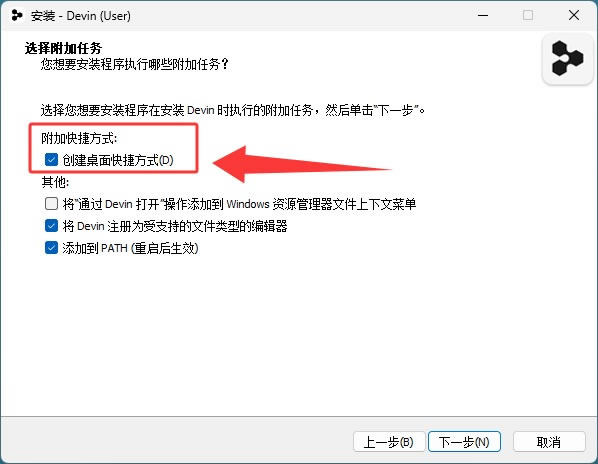 安装 - Devin (User)
选择附加任务
您想要安装程序执行哪些附加任务？
选择您想要安装程序在安装 Devin 时执行的附加任务，然后单击“下一步”。
附加快捷方式:
创建桌面快捷方式(D)
其他:
将“通过 Devin 打开”操作添加到 Windows 资源管理器文件上下文菜单
将 Devin 注册为受支持的文件类型的编辑器
添加到 PATH (重启后生效)
上一步(B) 下一步(N) 取消